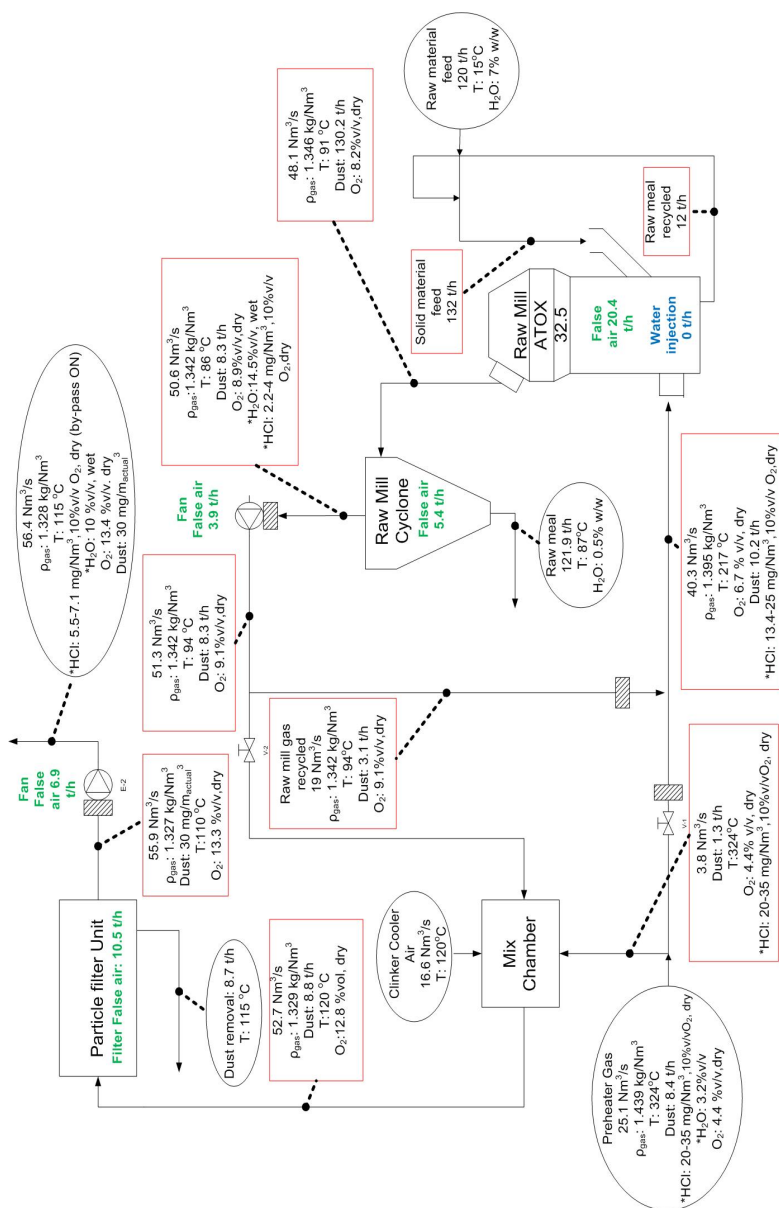 56.4 Nm³/s
ρgas: 1.328 kg/Nm³
T: 115 °C
*HCl: 5.5-7.1 mg/Nm³,10%v/v O₂, dry (by-pass ON)
*H₂O: 10 %v/v, wet
O₂: 13.4 %v/v. dry
Dust: 30 mg/m³actual
Fan
False
air 6.9
t/h
E-2
55.9 Nm³/s
ρgas: 1.327 kg/Nm³
Dust: 30 mg/m³actual
T:110 °C
O₂: 13.3 %v/v,dry
Particle filter Unit
Filter False air: 10.5 t/h
Dust removal: 8.7 t/h
T: 115 °C
52.7 Nm³/s
ρgas: 1.329 kg/Nm³
Dust: 8.8 t/h
T:120 °C
O₂:12.8 %vol, dry
Clinker Cooler
Air
16.6 Nm³/s
T: 120°C
Mix
Chamber
Preheater Gas
25.1 Nm³/s
ρgas: 1.439 kg/Nm³
T: 324°C
Dust: 8.4 t/h
*HCl: 20-35 mg/Nm³,10%v/vO₂, dry
*H₂O: 3.2%v/v
O₂: 4.4 %v/v,dry
3.8 Nm³/s
Dust: 1.3 t/h
T:324°C
O₂: 4.4% v/v, dry
*HCl: 20-35 mg/Nm³,10%v/vO₂, dry
V-1
V-2
Raw mill gas
recycled
19 Nm³/s
ρgas: 1.342 kg/Nm³
T: 94°C
Dust: 3.1 t/h
O₂: 9.1%v/v,dry
51.3 Nm³/s
ρgas: 1.342 kg/Nm³
T: 94 °C
Dust: 8.3 t/h
O₂: 9.1%v/v,dry
Fan
False air
3.9 t/h
50.6 Nm³/s
ρgas:1.342 kg/Nm³
T: 86 °C
Dust: 8.3 t/h
O₂: 8.9%v/v,dry
*H₂O:14.5%v/v, wet
*HCl: 2.2-4 mg/Nm³,10%v/v
O₂,dry
Raw Mill
Cyclone
False air
5.4 t/h
Raw meal
121.9 t/h
T: 87°C
H₂O: 0.5% w/w
40.3 Nm³/s
ρgas: 1.395 kg/Nm³
T: 217 °C
O₂: 6.7 % v/v, dry
Dust: 10.2 t/h
*HCl: 13.4-25 mg/Nm³,10%v/v O₂,dry
48.1 Nm³/s
ρgas: 1.346 kg/Nm³
T: 91 °C
Dust: 130.2 t/h
O₂: 8.2%v/v,dry
Solid material
feed
132 t/h
Raw Mill
ATOX
32.5
False
air 20.4
t/h
Water
injection
0 t/h
Raw material
feed
120 t/h
T: 15°C
H₂O: 7% w/w
Raw meal
recycled
12 t/h